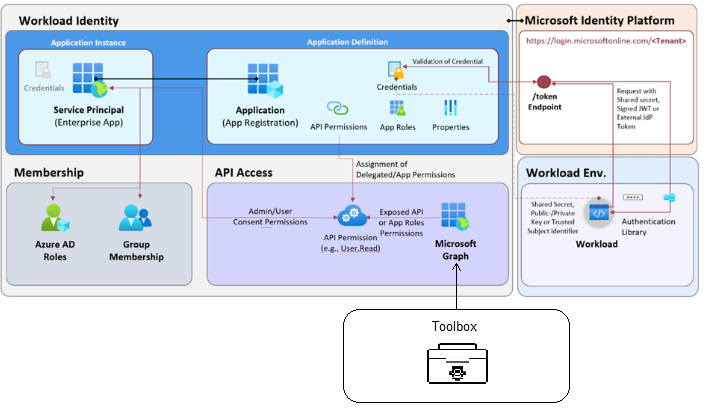 Workload Identity
Application Instance
Credentials
Service Principal
(Enterprise App)
Application Definition
Application
(App Registration)
Validation of Credential
Credentials
API Permissions
App Roles
Properties
Microsoft Identity Platform
https://login.microsoftonline.com/<Tenant>
/token
Endpoint
Request with
Shared secret,
Signed JWT or
External IdP
Token
Assignment of
Delegated/App Permissions
Membership
Azure AD
Roles
Group
Membership
API Access
Admin/User
Consent Permissions
API Permission
(e.g., User.Read)
Exposed API
or App Roles
Permissions
Microsoft
Graph
Workload Env.
Shared Secret,
Public-/Private
Key or Trusted
Subject identifier
Workload
Authentication
Library
Toolbox